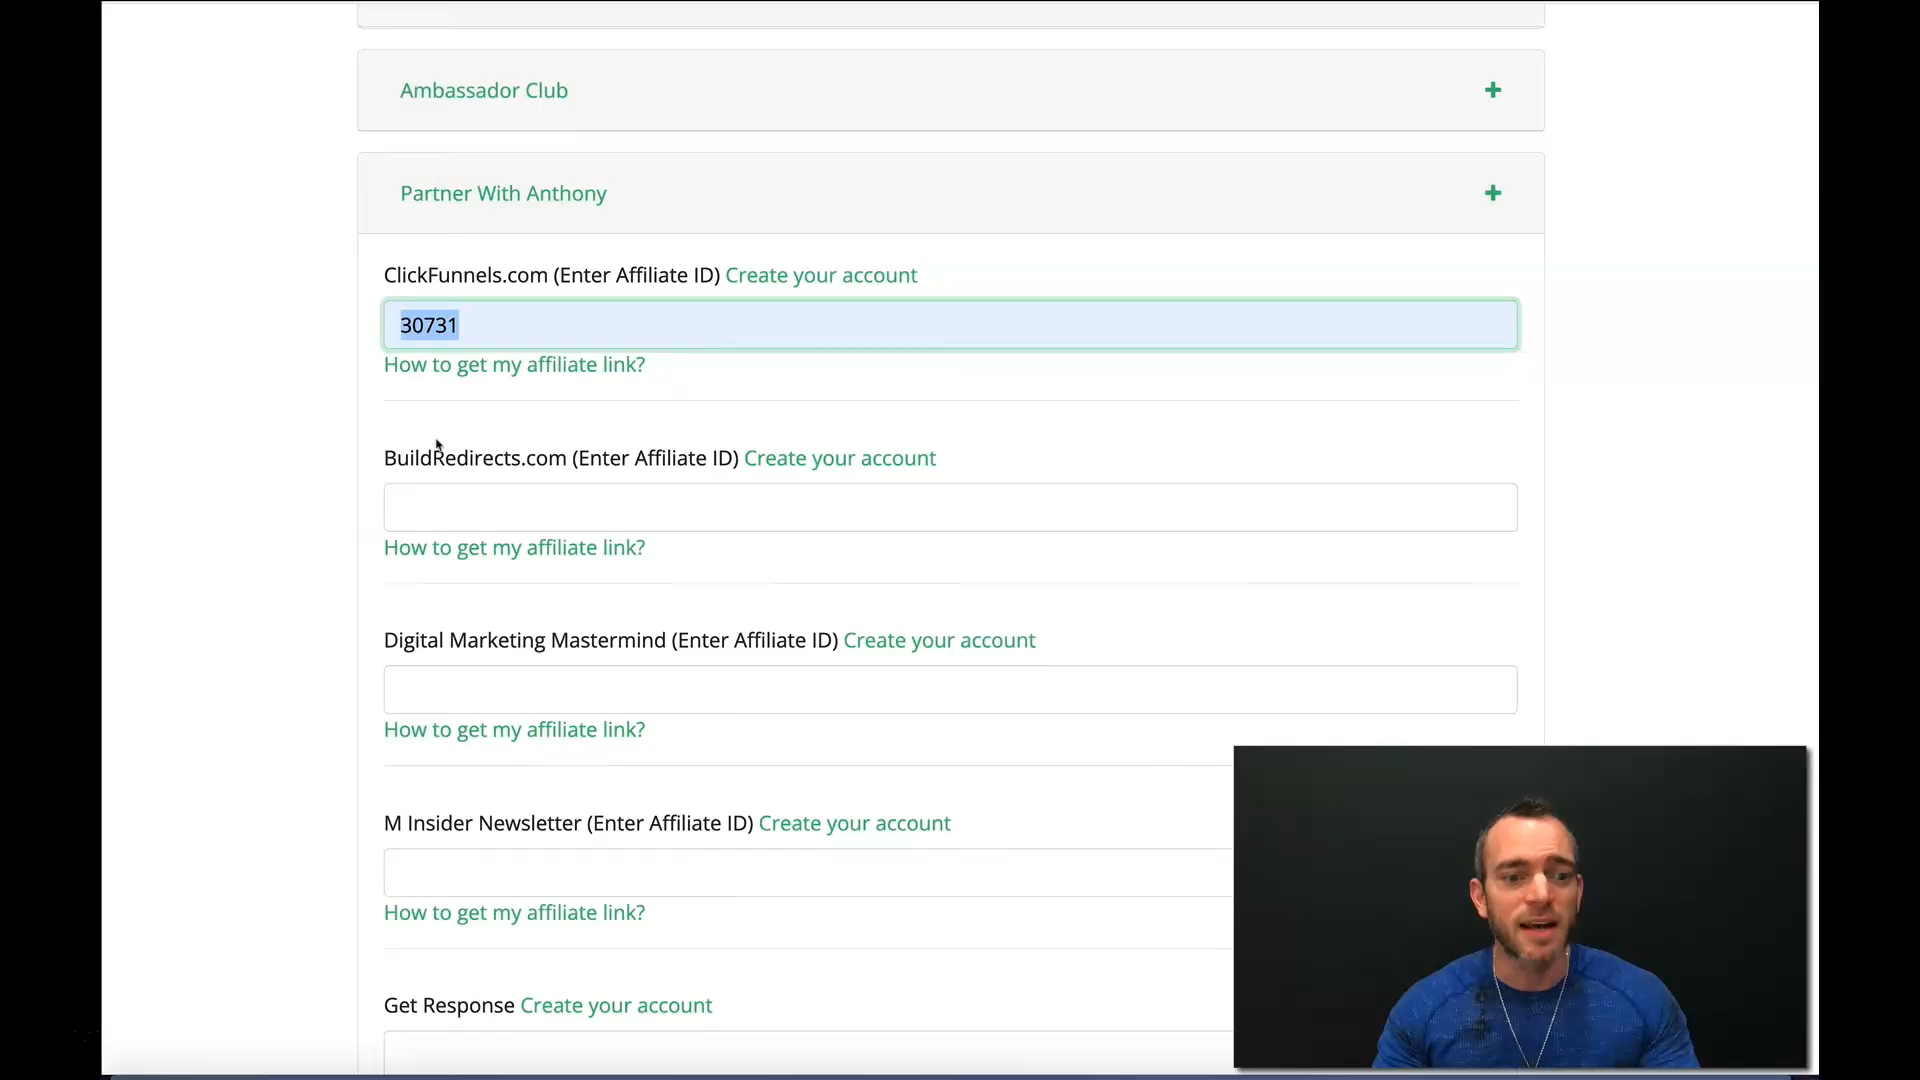 Ambassador Club
Partner With Anthony
ClickFunnels.com (Enter Affiliate ID) Create your account
30731
How to get my affiliate link?
BuildRedirects.com (Enter Affiliate ID) Create your account
How to get my affiliate link?
Digital Marketing Mastermind (Enter Affiliate ID) Create your account
How to get my affiliate link?
M Insider Newsletter (Enter Affiliate ID) Create your account
How to get my affiliate link?
Get Response Create your account